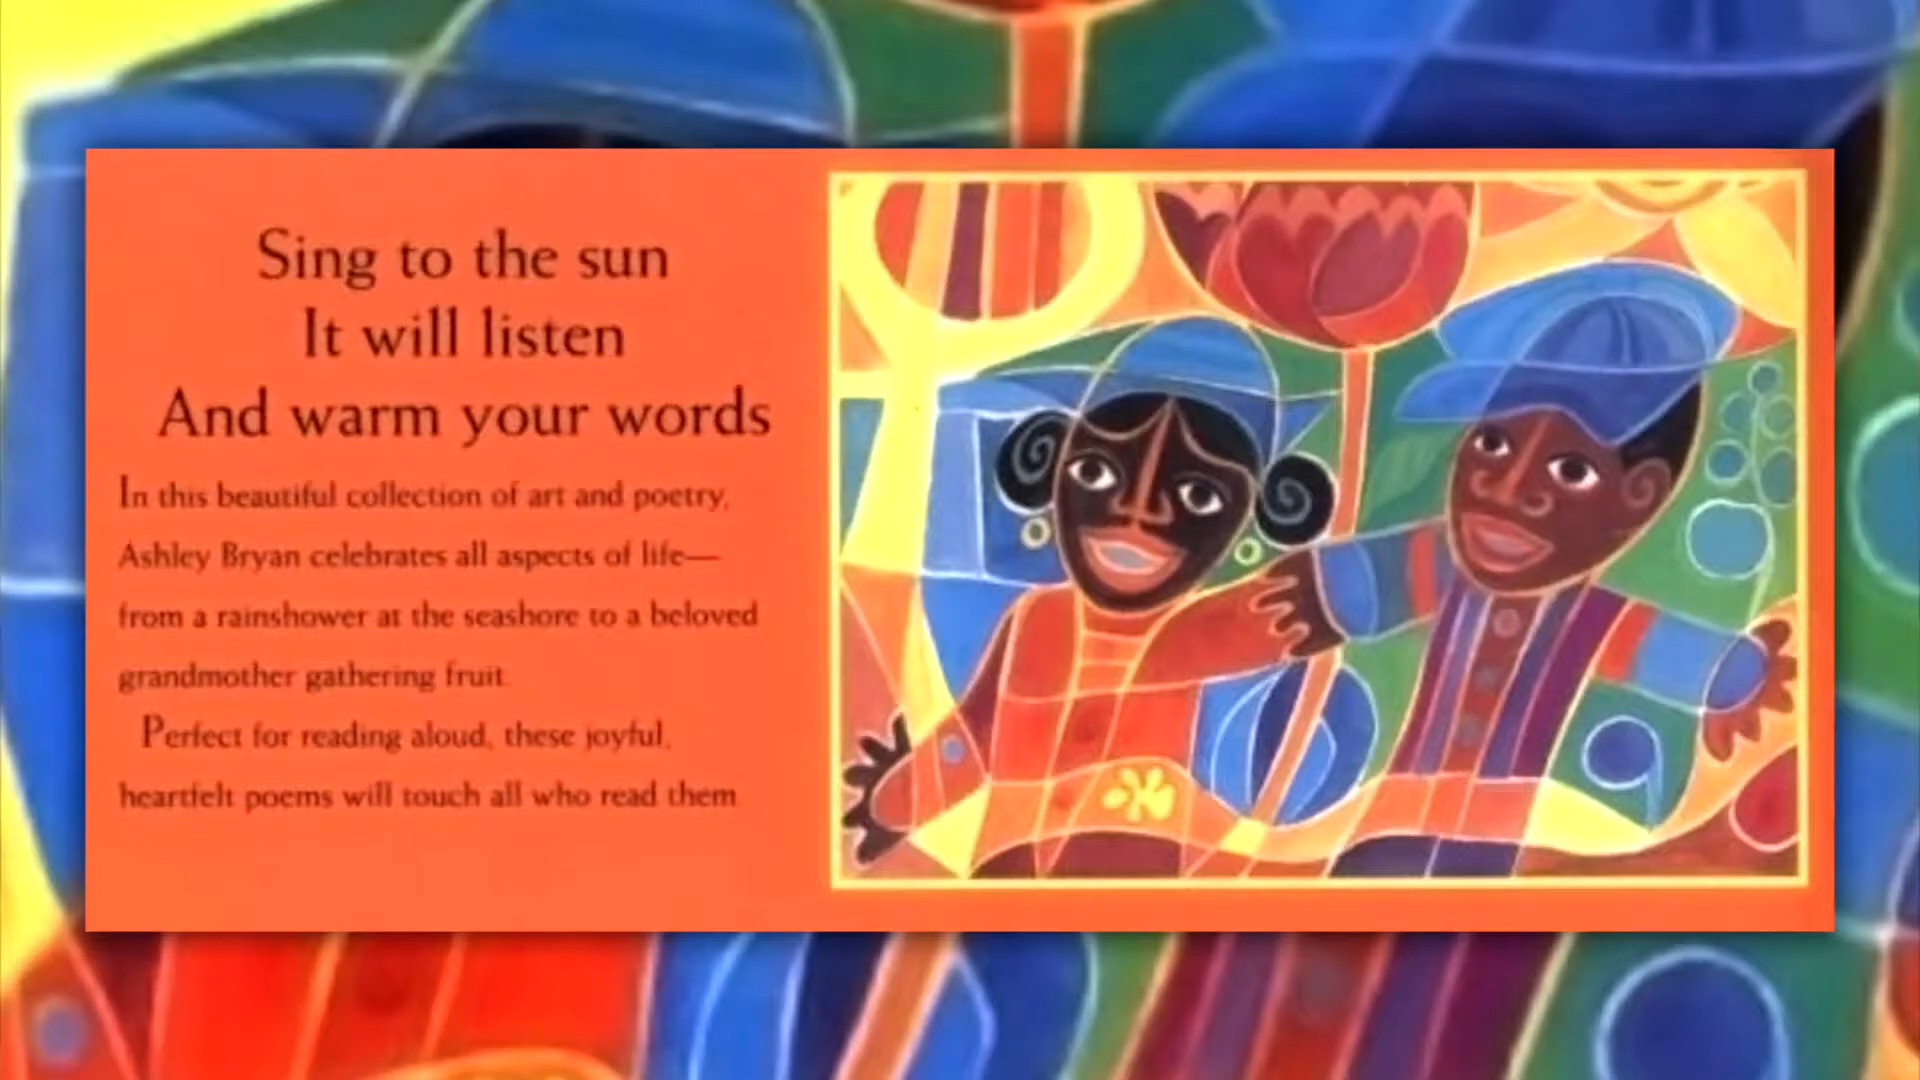 Sing to the sun
It will listen
And warm your words
In this beautiful collection of art and poetry,
Ashley Bryan celebrates all aspects of life—
from a rainshower at the seashore to a beloved
grandmother gathering fruit.
Perfect for reading aloud, these joyful,
heartfelt poems will touch all who read them